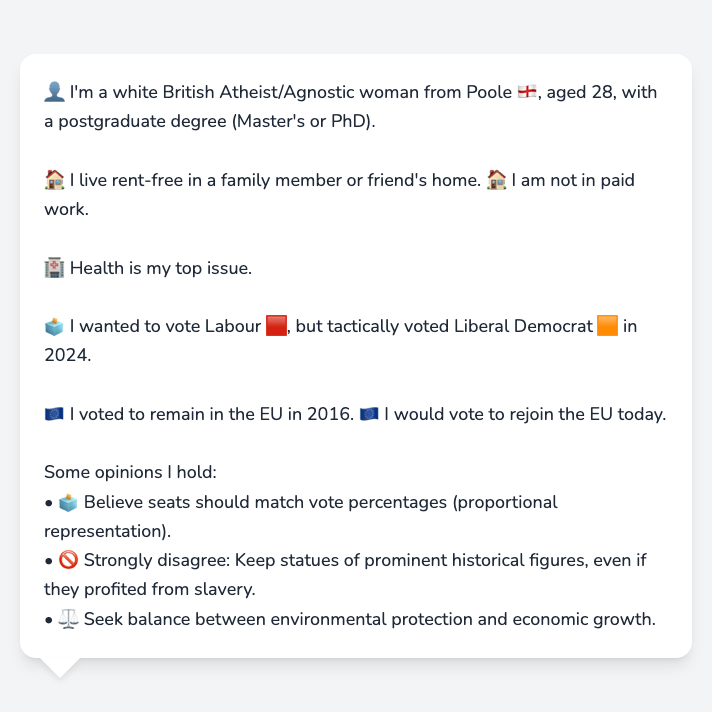 👤 I'm a white British Atheist/Agnostic woman from Poole 🏴󠁧󠁢󠁥󠁮󠁧󠁿, aged 28, with
a postgraduate degree (Master's or PhD).
🏠 I live rent-free in a family member or friend's home. 🏠 I am not in paid
work.
🏥 Health is my top issue.
🗳️ I wanted to vote Labour 🟥, but tactically voted Liberal Democrat 🟧 in
2024.
🇪🇺 I voted to remain in the EU in 2016. 🇪🇺 I would vote to rejoin the EU today.
Some opinions I hold:
• 🗳️ Believe seats should match vote percentages (proportional
representation).
• 🚫 Strongly disagree: Keep statues of prominent historical figures, even if
they profited from slavery.
• ⚖️ Seek balance between environmental protection and economic growth.